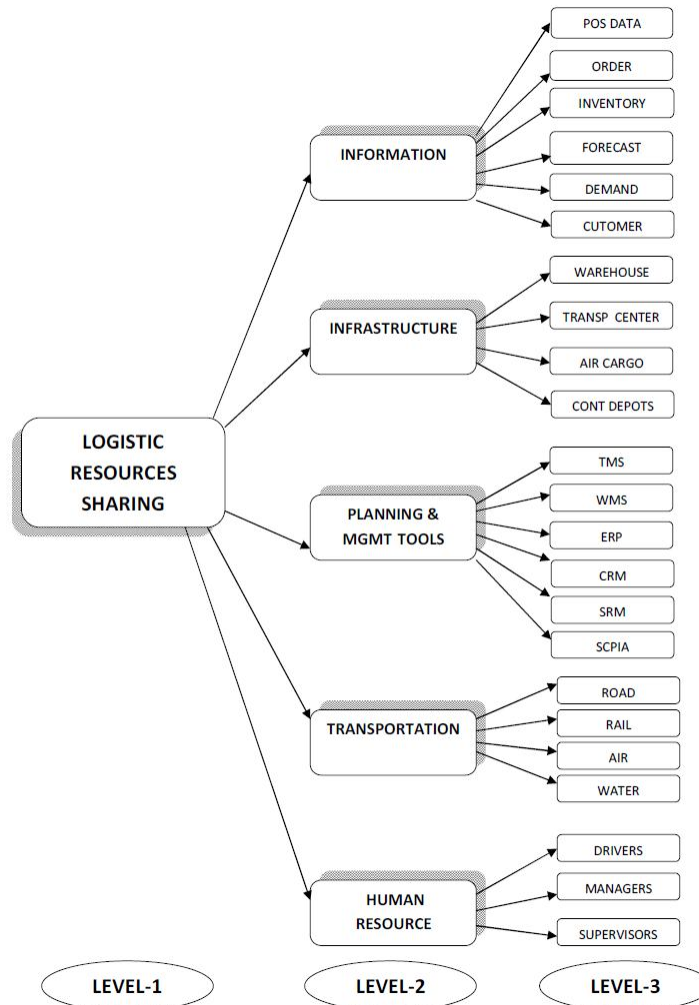 POS DATA
ORDER
INVENTORY
INFORMATION
FORECAST
DEMAND
CUTOMER
WAREHOUSE
INFRASTRUCTURE
TRANSP CENTER
AIR CARGO
CONT DEPOTS
LOGISTIC
RESOURCES
SHARING
TMS
WMS
PLANNING &
MGMT TOOLS
ERP
CRM
SRM
SCPIA
ROAD
TRANSPORTATION
RAIL
AIR
WATER
DRIVERS
HUMAN
RESOURCE
MANAGERS
SUPERVISORS
LEVEL-1
LEVEL-2
LEVEL-3